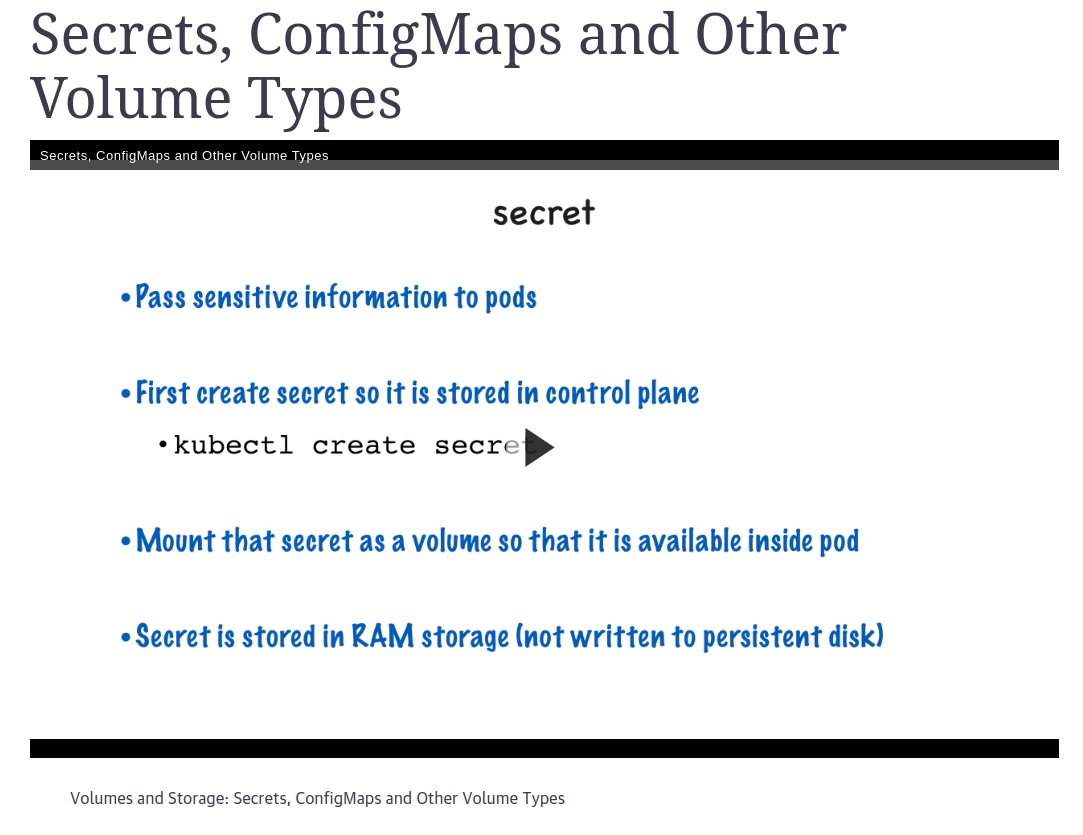 Secrets, ConfigMaps and Other
Volume Types
Secrets, ConfigMaps and Other Volume Types
secret
• Pass sensitive information to pods
• First create secret so it is stored in control plane
• kubectl create secret
• Mount that secret as a volume so that it is available inside pod
• Secret is stored in RAM storage (not written to persistent disk)
Volumes and Storage: Secrets, ConfigMaps and Other Volume Types